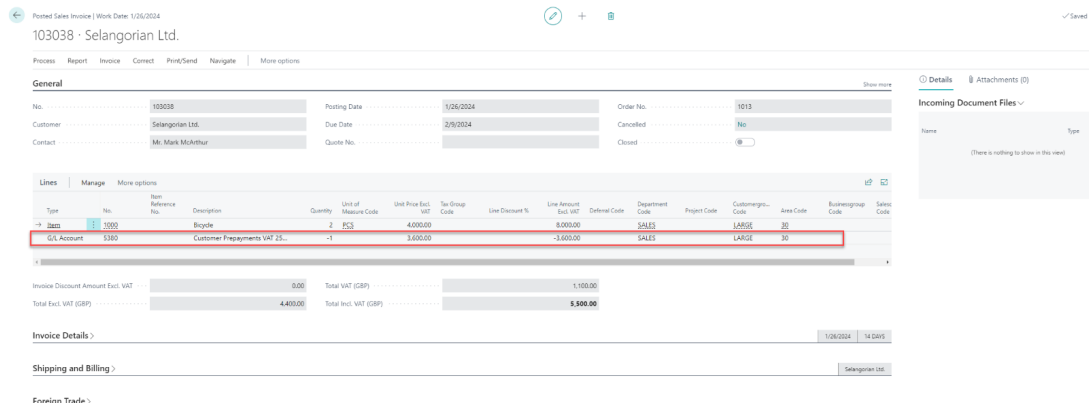 Posted Sales Invoice | Work Date: 1/26/2024
✓ Saved
103038 · Selangorian Ltd.
Process Report Invoice Correct Print/Send Navigate More options
Details Attachments (0)
General Show more
Incoming Document Files
No. 103038 Posting Date 1/26/2024 Order No. 1013
Customer Selangorian Ltd. Due Date 2/9/2024 Cancelled No
Contact Mr. Mark McArthur Quote No. Closed
Name Type
(There is nothing to show in this view)
Lines Manage More options
Type No. Item Reference No. Description Quantity Unit of Measure Code Unit Price Excl. VAT Tax Group Code Line Discount % Line Amount Excl. VAT Deferral Code Department Code Project Code Customergro... Code Area Code Businessgroup Code Salesc Code
→ Item 1000 Bicycle 2 PCS 4,000.00 8,000.00 SALES LARGE 30
G/L Account 5380 Customer Prepayments VAT 25... -1 3,600.00 -3,600.00 SALES LARGE 30
Invoice Discount Amount Excl. VAT 0.00 Total VAT (GBP) 1,100.00
Total Excl. VAT (GBP) 4,400.00 Total Incl. VAT (GBP) 5,500.00
Invoice Details > 1/26/2024 14 DAYS
Shipping and Billing > Selangorian Ltd.
Foreign Trade >